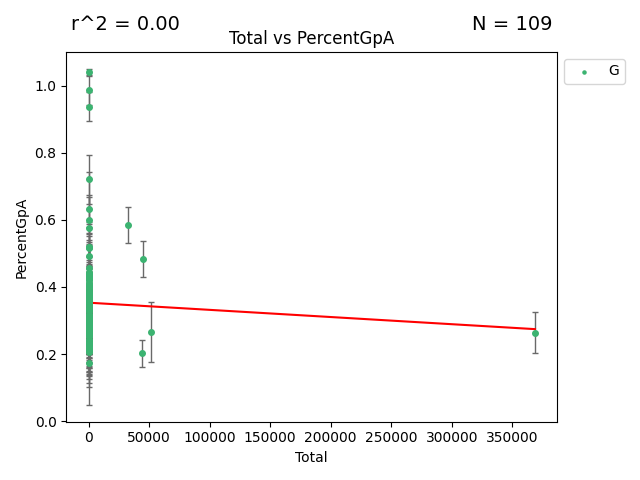 r^2 = 0.00
N = 109
Total vs PercentGpA
G
PercentGpA
1.0
0.8
0.6
0.4
0.2
0.0
0
50000
100000
150000
200000
250000
300000
350000
Total